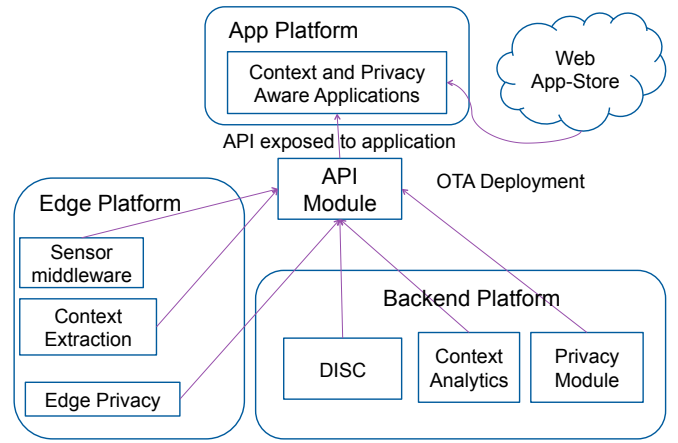 App Platform
Context and Privacy
Aware Applications
Web
App-Store
API exposed to application
API
Module
OTA Deployment
Edge Platform
Sensor
middleware
Context
Extraction
Edge Privacy
Backend Platform
DISC
Context
Analytics
Privacy
Module